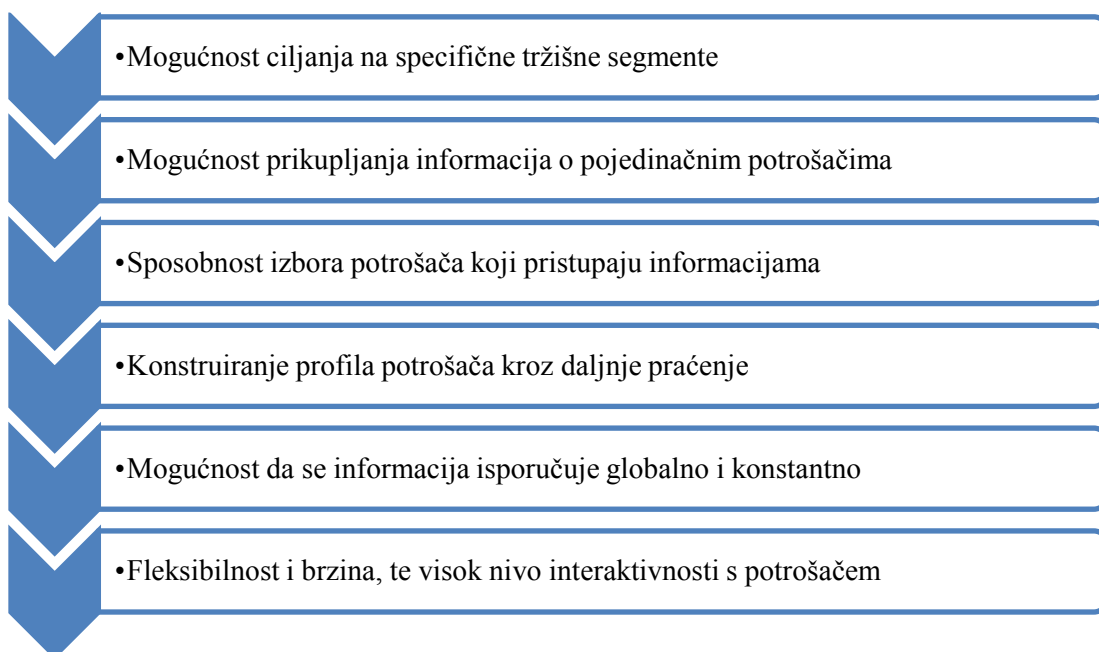 •Mogućnost ciljanja na specifične tržišne segmente
•Mogućnost prikupljanja informacija o pojedinačnim potrošačima
•Sposobnost izbora potrošača koji pristupaju informacijama
•Konstruiranje profila potrošača kroz daljnje praćenje
•Mogućnost da se informacija isporučuje globalno i konstantno
•Fleksibilnost i brzina, te visok nivo interaktivnosti s potrošačem